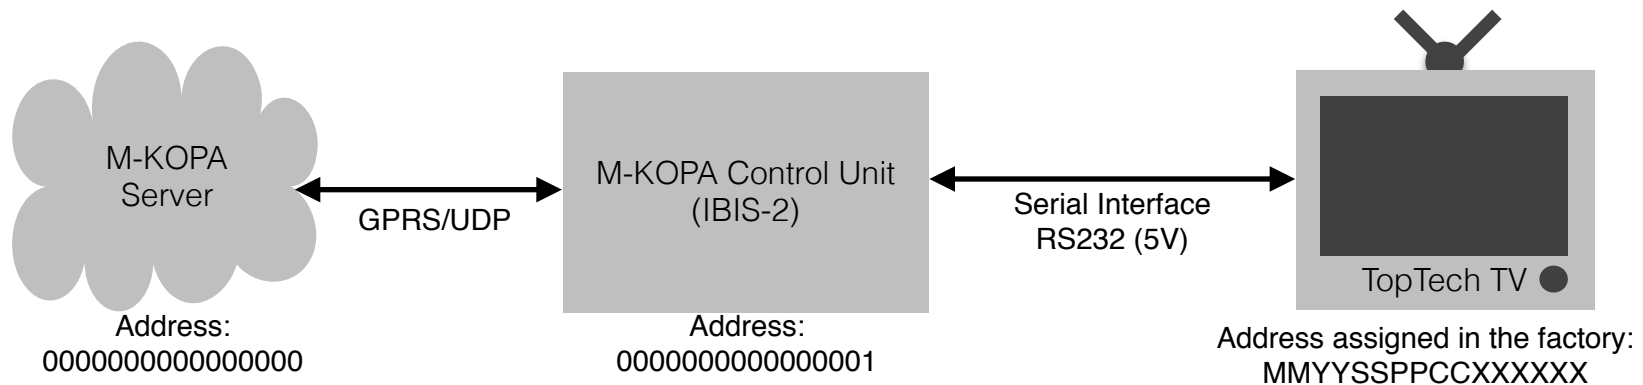 M-KOPA
Server
GPRS/UDP
M-KOPA Control Unit
(IBIS-2)
Serial Interface
RS232 (5V)
TopTech TV
Address:
0000000000000000
Address:
0000000000000001
Address assigned in the factory:
MMYYSSPPCCXXXXXX